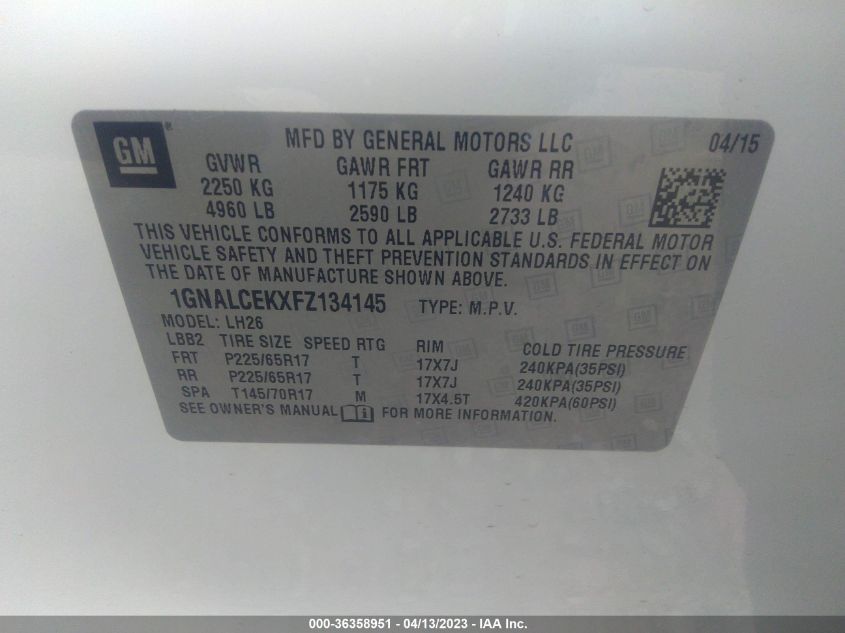 GM ® MFD BY GENERAL MOTORS LLC 04/15
GVWR GAWR FRT GAWR RR
2250 KG 1175 KG 1240 KG
4960 LB 2590 LB 2733 LB
THIS VEHICLE CONFORMS TO ALL APPLICABLE U.S. FEDERAL MOTOR
VEHICLE SAFETY AND THEFT PREVENTION STANDARDS IN EFFECT ON
THE DATE OF MANUFACTURE SHOWN ABOVE.
1GNALCEKXFZ134145 TYPE: M.P.V.
MODEL: LH26
LBB2 TIRE SIZE SPEED RTG RIM COLD TIRE PRESSURE
FRT P225/65R17 T 17X7J 240KPA(35PSI)
RR P225/65R17 T 17X7J 240KPA(35PSI)
SPA T145/70R17 M 17X4.5T 420KPA(60PSI)
SEE OWNER'S MANUAL i FOR MORE INFORMATION.
000-36358951 - 04/13/2023 - IAA Inc.